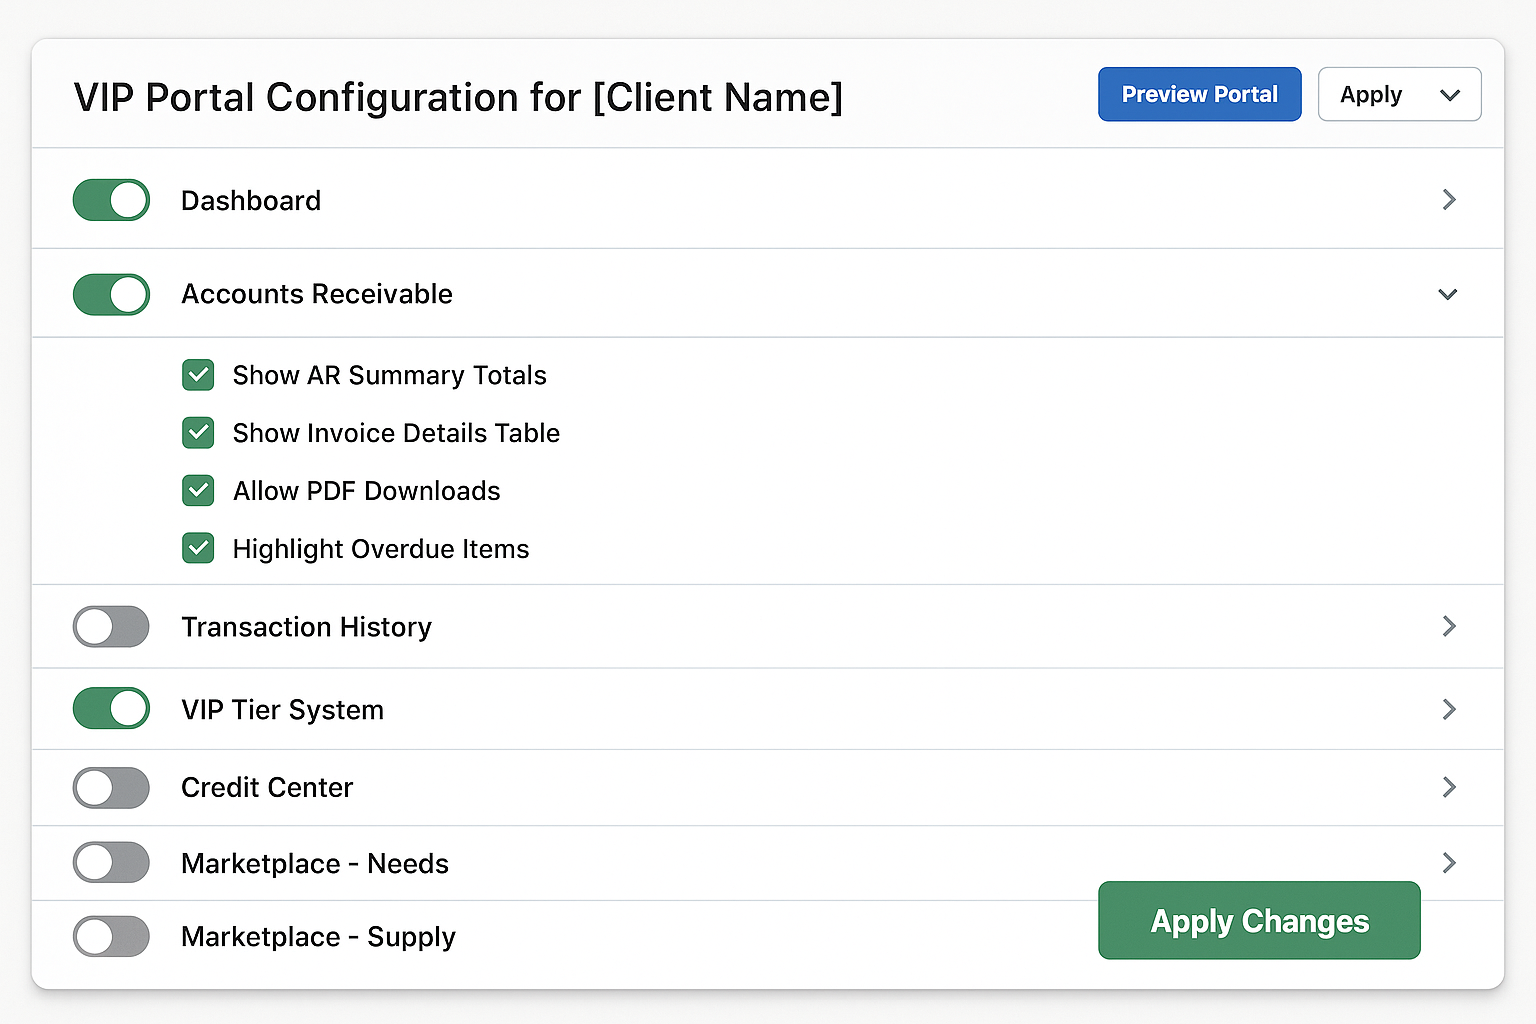 VIP Portal Configuration for [Client Name]
Preview Portal
Apply
Dashboard
Accounts Receivable
Show AR Summary Totals
Show Invoice Details Table
Allow PDF Downloads
Highlight Overdue Items
Transaction History
VIP Tier System
Credit Center
Marketplace - Needs
Marketplace - Supply
Apply Changes